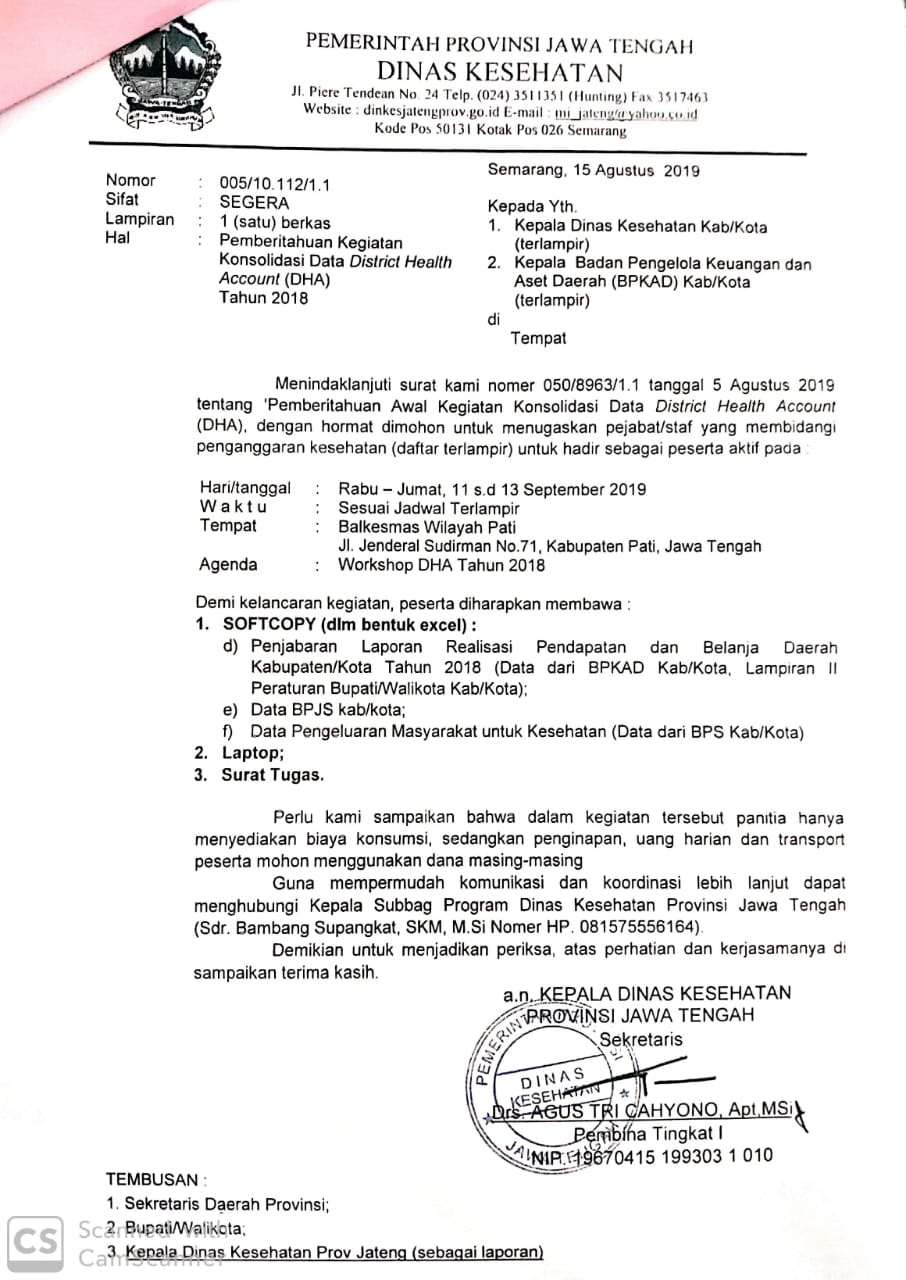 PEMERINTAH PROVINSI JAWA TENGAH
DINAS KESEHATAN
Jl. Piere Tendean No. 24 Telp. (024) 3511351 (Hunting) Fax 3517463
Website : dinkesjatengprov.go.id E-mail : mi_jateng@yahoo.co.id
Kode Pos 50131 Kotak Pos 026 Semarang
JAWA TENGAH
Semarang, 15 Agustus 2019
Nomor : 005/10.112/1.1
Sifat : SEGERA
Lampiran : 1 (satu) berkas
Hal : Pemberitahuan Kegiatan
Konsolidasi Data District Health
Account (DHA)
Tahun 2018
Kepada Yth.
1. Kepala Dinas Kesehatan Kab/Kota
(terlampir)
2. Kepala Badan Pengelola Keuangan dan
Aset Daerah (BPKAD) Kab/Kota
(terlampir)
di
Tempat
Menindaklanjuti surat kami nomer 050/8963/1.1 tanggal 5 Agustus 2019
tentang 'Pemberitahuan Awal Kegiatan Konsolidasi Data District Health Account
(DHA), dengan hormat dimohon untuk menugaskan pejabat/staf yang membidangi
penganggaran kesehatan (daftar terlampir) untuk hadir sebagai peserta aktif pada :
Hari/tanggal : Rabu – Jumat, 11 s.d 13 September 2019
W a k t u : Sesuai Jadwal Terlampir
Tempat : Balkesmas Wilayah Pati
Jl. Jenderal Sudirman No.71, Kabupaten Pati, Jawa Tengah
Agenda : Workshop DHA Tahun 2018
Demi kelancaran kegiatan, peserta diharapkan membawa :
1. SOFTCOPY (dlm bentuk excel) :
d) Penjabaran Laporan Realisasi Pendapatan dan Belanja Daerah
Kabupaten/Kota Tahun 2018 (Data dari BPKAD Kab/Kota, Lampiran II
Peraturan Bupati/Walikota Kab/Kota);
e) Data BPJS kab/kota;
f) Data Pengeluaran Masyarakat untuk Kesehatan (Data dari BPS Kab/Kota)
2. Laptop;
3. Surat Tugas.
Perlu kami sampaikan bahwa dalam kegiatan tersebut panitia hanya
menyediakan biaya konsumsi, sedangkan penginapan, uang harian dan transport
peserta mohon menggunakan dana masing-masing
Guna mempermudah komunikasi dan koordinasi lebih lanjut dapat
menghubungi Kepala Subbag Program Dinas Kesehatan Provinsi Jawa Tengah
(Sdr. Bambang Supangkat, SKM, M.Si Nomer HP. 081575556164).
Demikian untuk menjadikan periksa, atas perhatian dan kerjasamanya di
sampaikan terima kasih.
a.n. KEPALA DINAS KESEHATAN
PROVINSI JAWA TENGAH
Sekretaris
DINAS
KESEHATAN
Drs. AGUS TRI CAHYONO, Apt,MSi
Pembina Tingkat I
NIP. 19670415 199303 1 010
TEMBUSAN :
1. Sekretaris Daerah Provinsi;
2. Bupati/Walikota;
3. Kepala Dinas Kesehatan Prov Jateng (sebagai laporan)
CS Scanned with
CamScanner